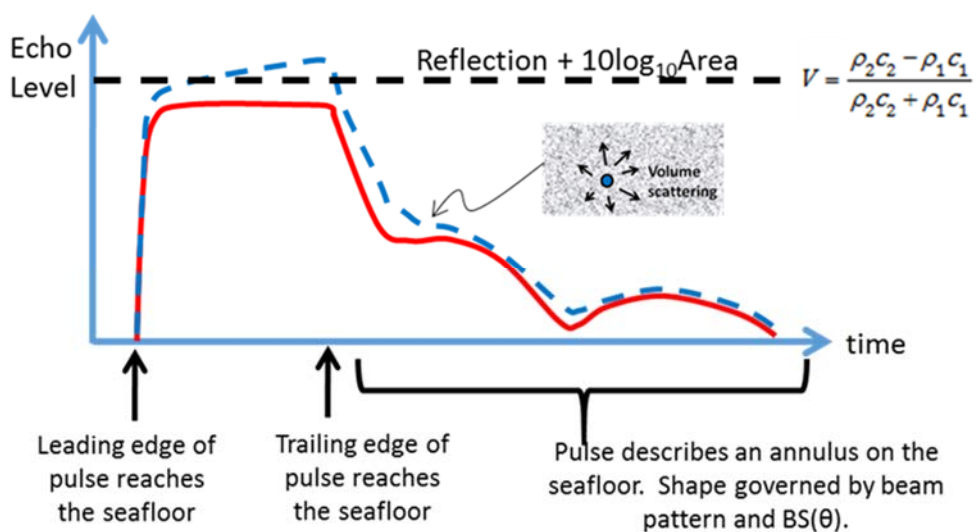 Echo
Level
Reflection + 10log₁₀Area
V = \frac{ρ₂c₂ − ρ₁c₁}{ρ₂c₂ + ρ₁c₁}
Volume
scattering
time
Leading edge of
pulse reaches
the seafloor
Trailing edge of
pulse reaches
the seafloor
Pulse describes an annulus on the
seafloor.  Shape governed by beam
pattern and BS(θ).